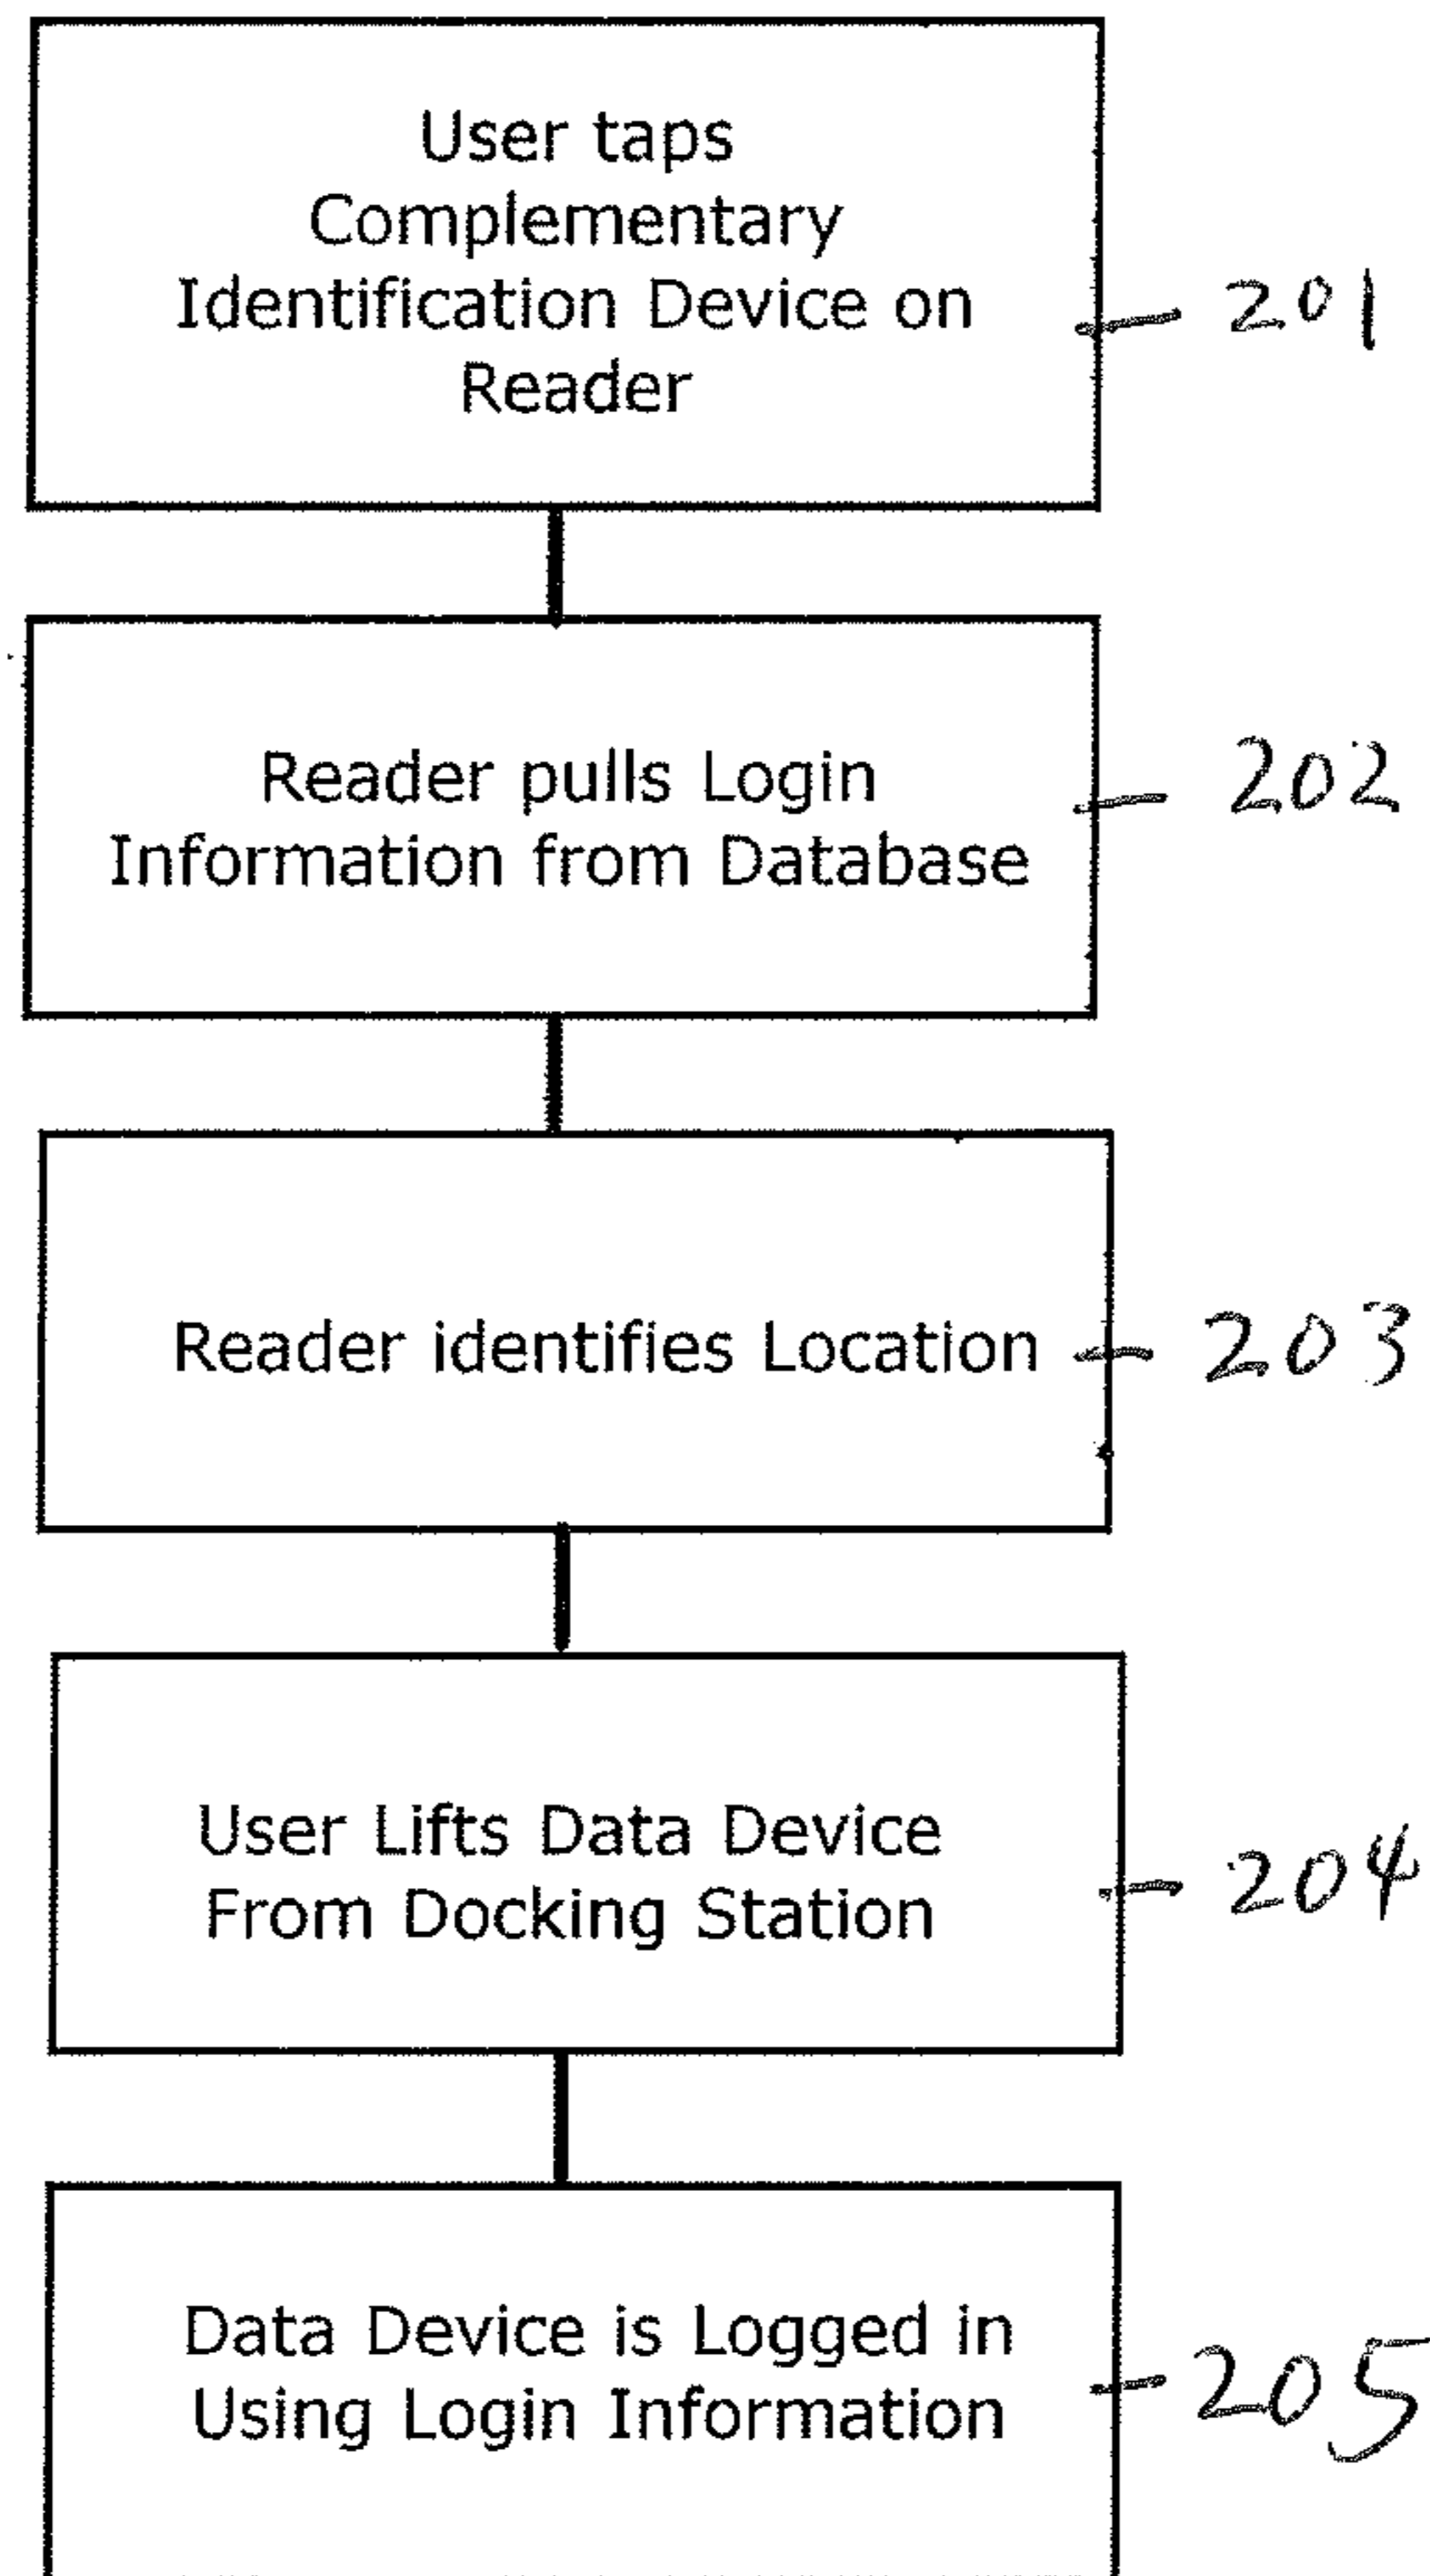 User taps
Complementary
Identification Device on
Reader
201
Reader pulls Login
Information from Database
202
Reader identifies Location
203
User Lifts Data Device
From Docking Station
204
Data Device is Logged in
Using Login Information
205